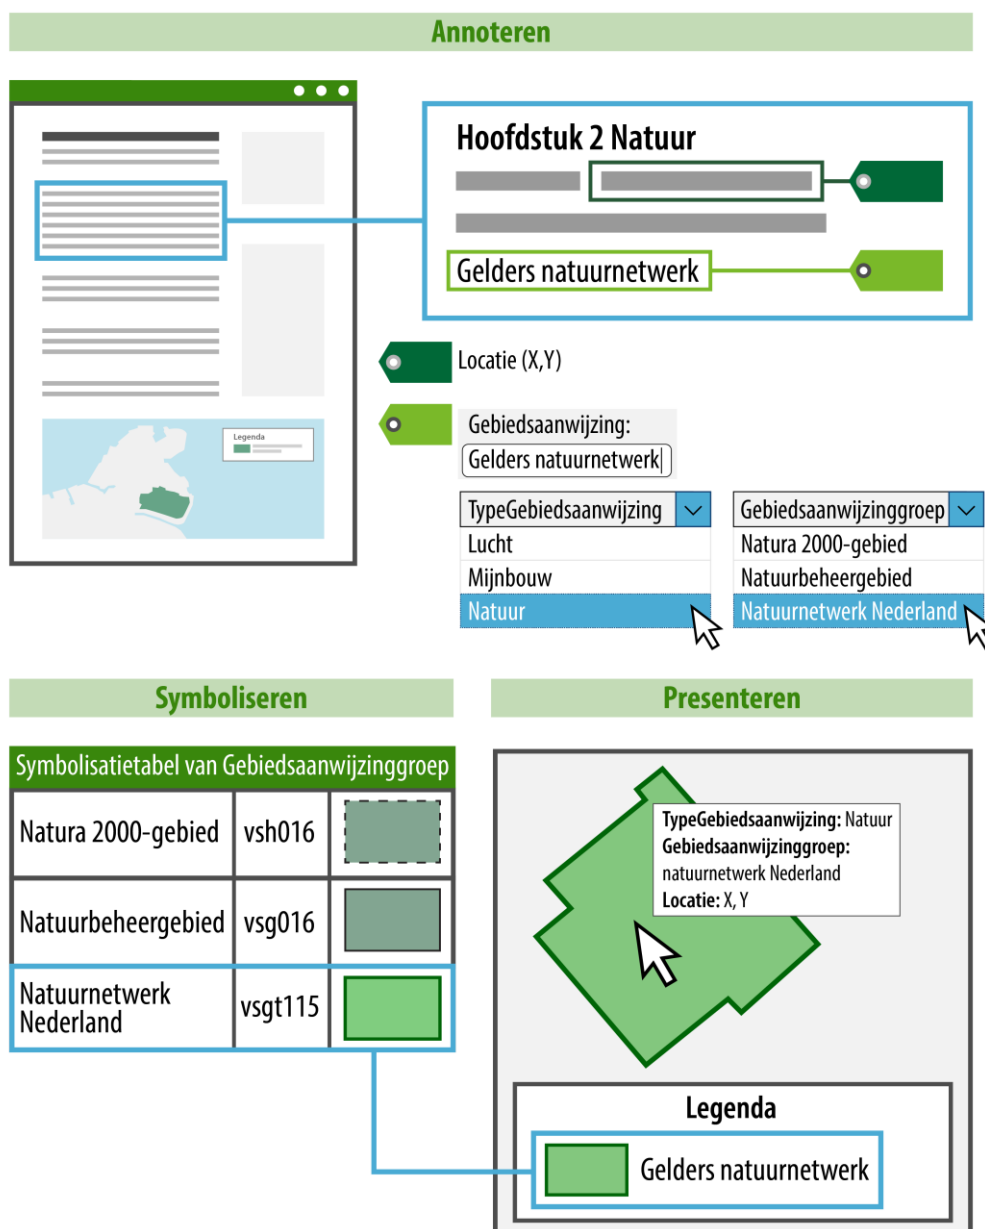 Annoteren
Hoofdstuk 2 Natuur
Gelders natuurnetwerk
Legenda
Locatie (X,Y)
Gebiedsaanwijzing:
Gelders natuurnetwerk
TypeGebiedsaanwijzing
Lucht
Mijnbouw
Natuur
Gebiedsaanwijzinggroep
Natura 2000-gebied
Natuurbeheergebied
Natuurnetwerk Nederland
Symboliseren
Symbolisatietabel van Gebiedsaanwijzinggroep
Natura 2000-gebied vsh016
Natuurbeheergebied vsg016
Natuurnetwerk
Nederland
vsgt115
Presenteren
TypeGebiedsaanwijzing: Natuur
Gebiedsaanwijzinggroep:
natuurnetwerk Nederland
Locatie: X, Y
Legenda
Gelders natuurnetwerk